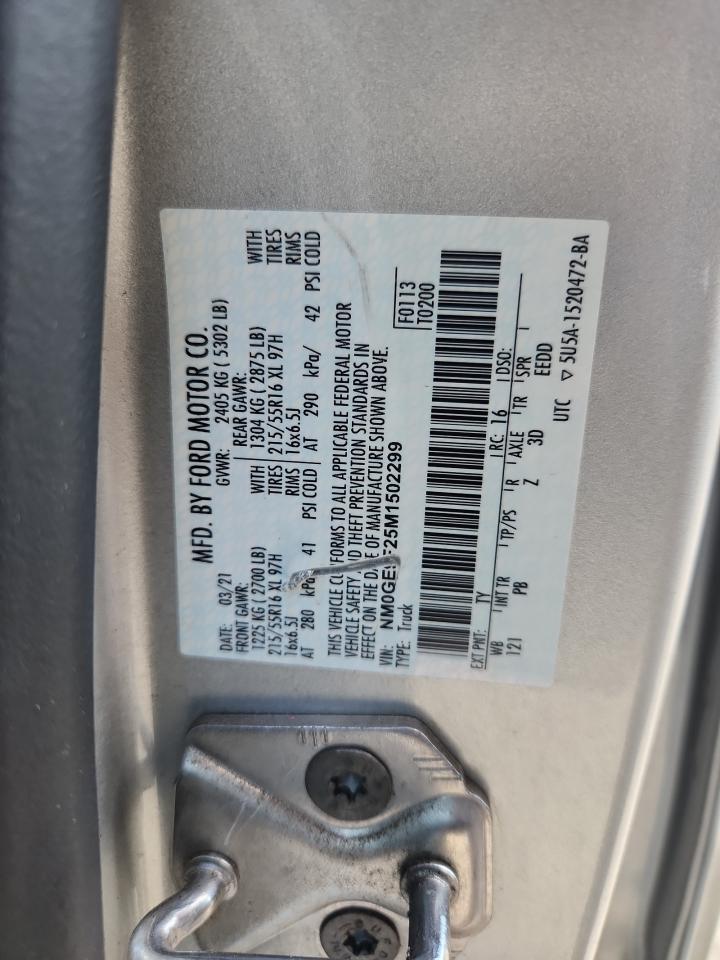 MFD. BY FORD MOTOR CO.
DATE: 03/21 GVWR: 2405 KG ( 5302 LB)
FRONT GAWR: REAR GAWR:
1225 KG ( 2700 LB) WITH 1304 KG ( 2875 LB) WITH
215/55R16 XL 97H TIRES 215/55R16 XL 97H TIRES
16x6.5J RIMS 16x6.5J RIMS
AT 280 kPa/ 41 PSI COLD AT 290 kPa/ 42 PSI COLD
THIS VEHICLE CONFORMS TO ALL APPLICABLE FEDERAL MOTOR
VEHICLE SAFETY AND THEFT PREVENTION STANDARDS IN
EFFECT ON THE DATE OF MANUFACTURE SHOWN ABOVE.
VIN: NM0GE9F25M1502299
TYPE: Truck
F0113
T0200
EXT PNT: TY RC: 16 DSO:
WB INT TR TP/PS R AXLE TR SPR
121 PB Z 3D EEDD
UTC ▽ 5U5A-1520472-BA